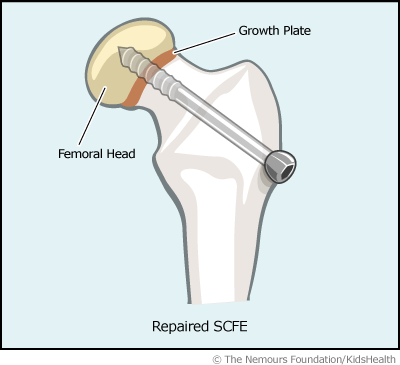 Growth Plate
Femoral Head
Repaired SCFE
© The Nemours Foundation/KidsHealth